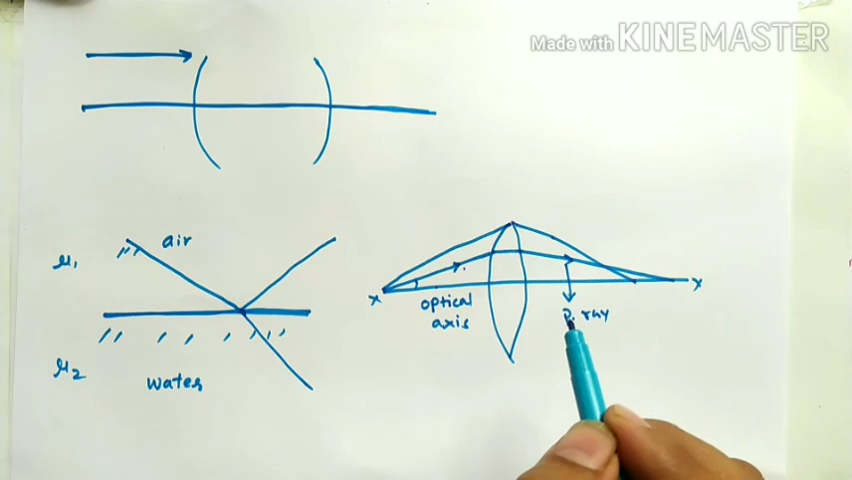 Made with KINEMASTER
air
μ₁
μ₂
water
x
optical
axis
x
P. ray